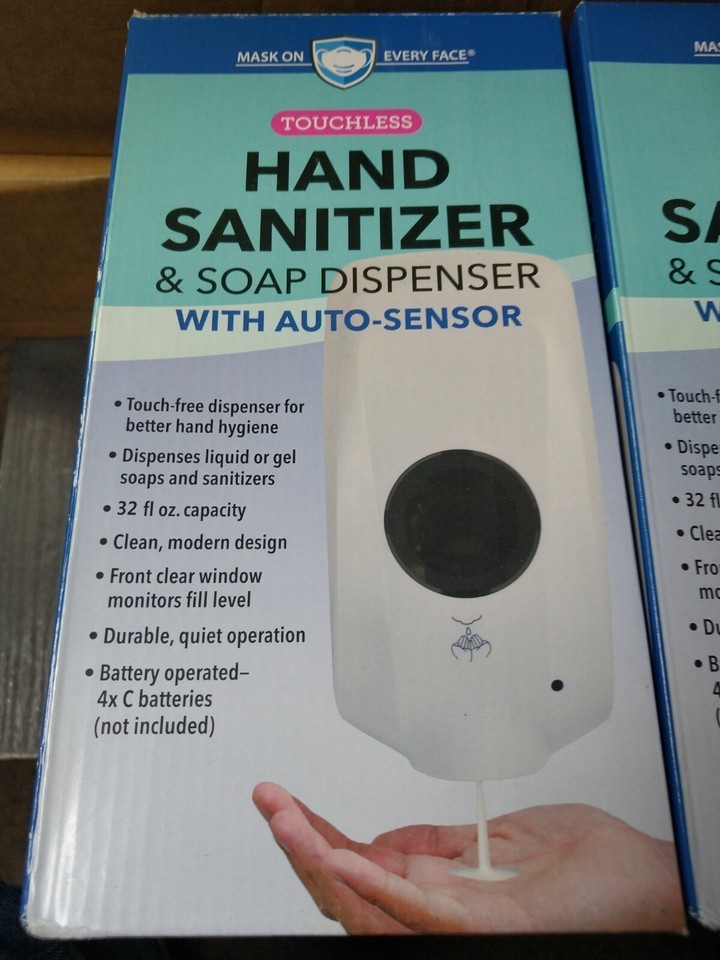 MASK ON EVERY FACE®
TOUCHLESS
HAND
SANITIZER
& SOAP DISPENSER
WITH AUTO-SENSOR
• Touch-free dispenser for
better hand hygiene
• Dispenses liquid or gel
soaps and sanitizers
• 32 fl oz. capacity
• Clean, modern design
• Front clear window
monitors fill level
• Durable, quiet operation
• Battery operated–
4x C batteries
(not included)
MAS
SA
& S
W
• Touch-f
better
• Dispe
soaps
• 32 fl
• Clea
• Fro
mo
• Du
• B
4
(